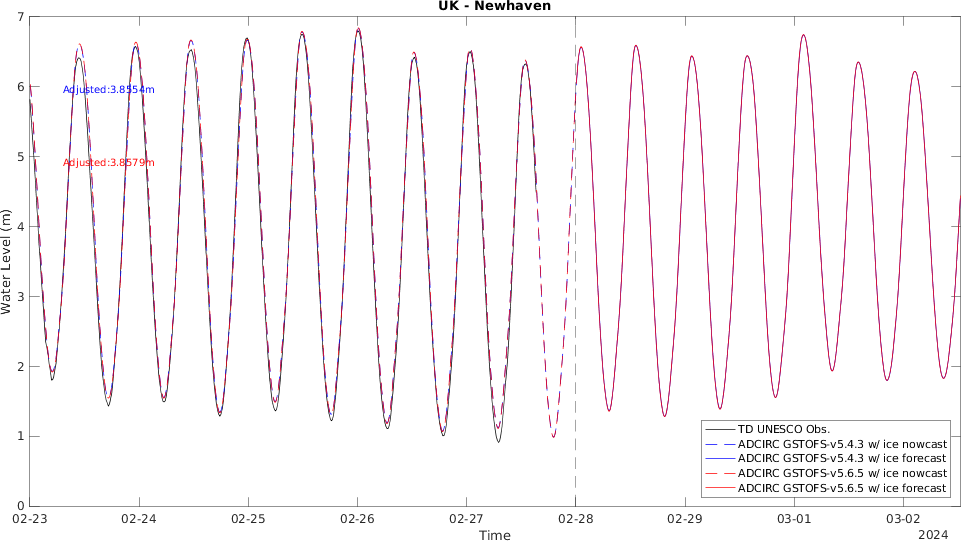 UK - Newhaven
7
6
5
4
3
2
1
0
Water Level (m)
Adjusted:3.8554m
Adjusted:3.8579m
TD UNESCO Obs.
ADCIRC GSTOFS-v5.4.3 w/ ice nowcast
ADCIRC GSTOFS-v5.4.3 w/ ice forecast
ADCIRC GSTOFS-v5.6.5 w/ ice nowcast
ADCIRC GSTOFS-v5.6.5 w/ ice forecast
02-23 02-24 02-25 02-26 02-27 02-28 02-29 03-01 03-02
Time
2024